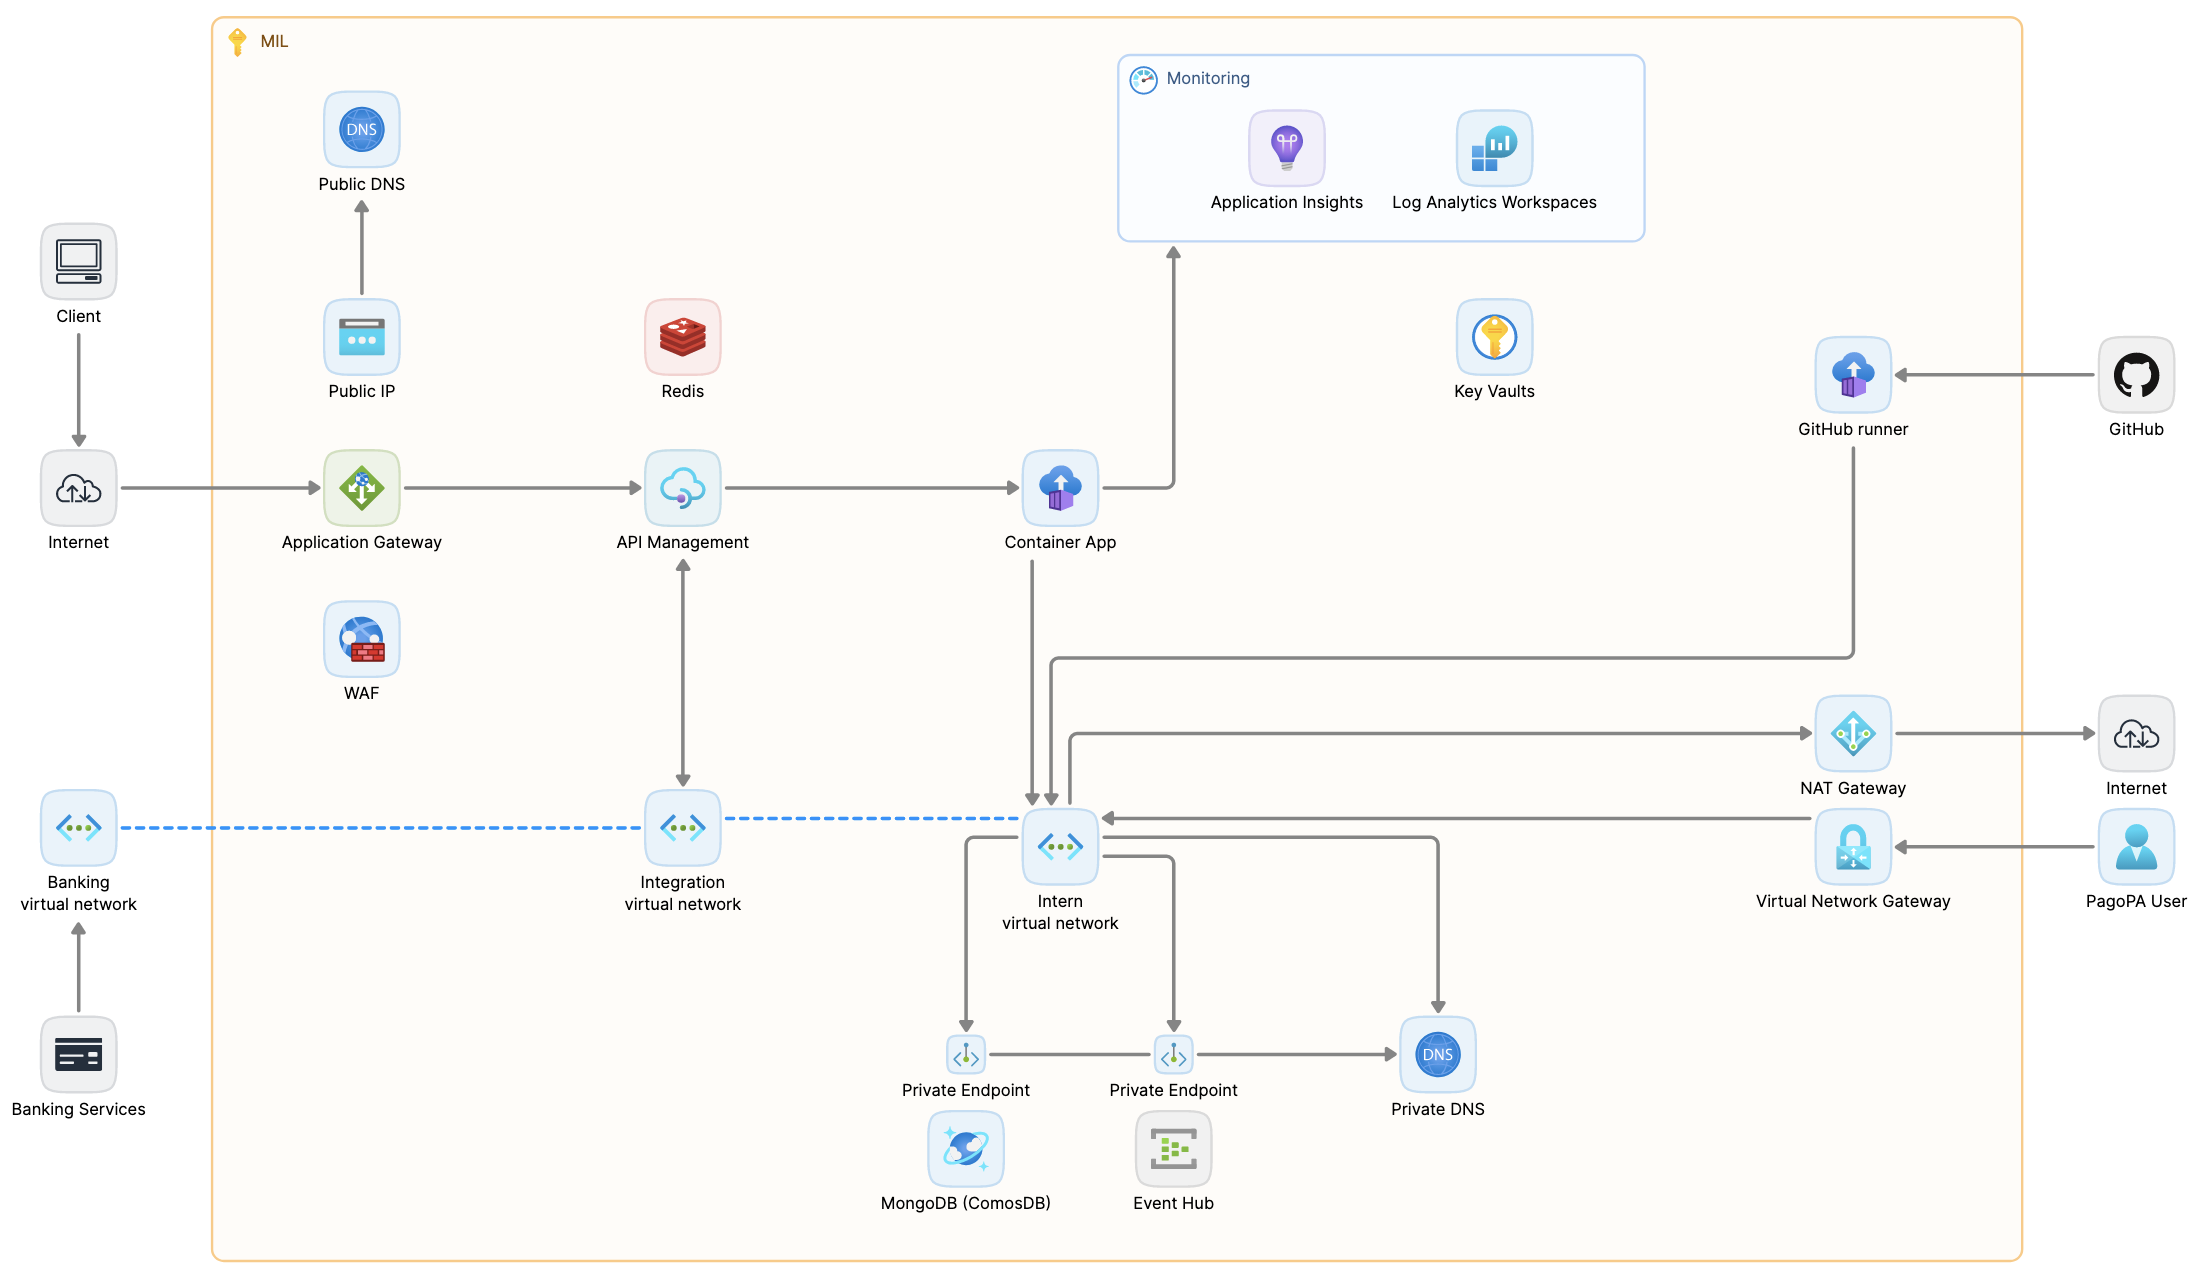 MIL
Monitoring
DNS
Public DNS
Application Insights
Log Analytics Workspaces
Client
Public IP
Redis
Key Vaults
GitHub runner
GitHub
Internet
Application Gateway
API Management
Container App
WAF
NAT Gateway
Internet
Banking
virtual network
Integration
virtual network
Intern
virtual network
Virtual Network Gateway
PagoPA User
Banking Services
Private Endpoint
Private Endpoint
DNS
Private DNS
MongoDB (ComosDB)
Event Hub